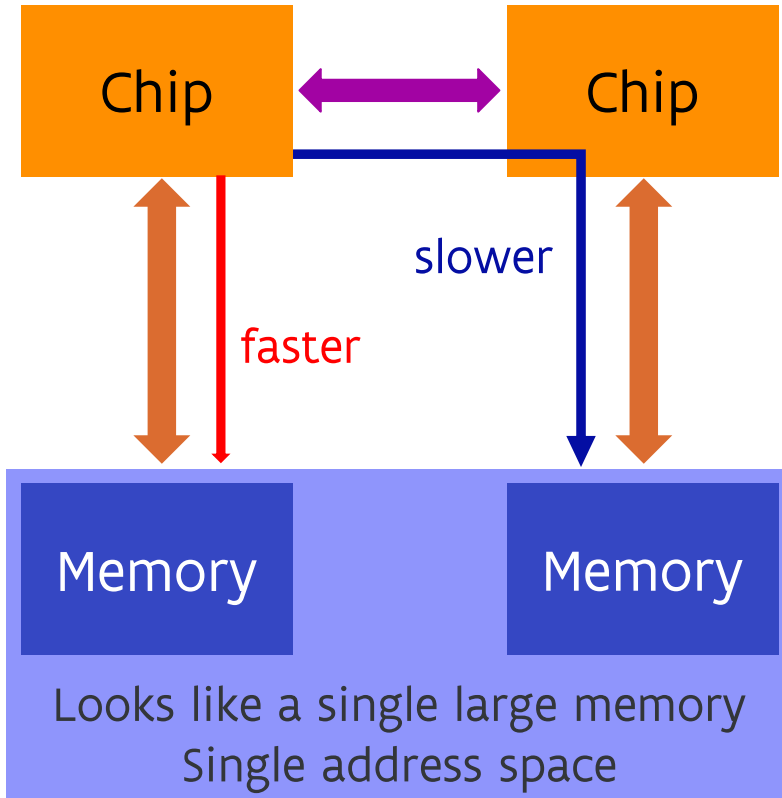 Chip
Chip
slower
faster
Memory
Memory
Looks like a single large memory
Single address space